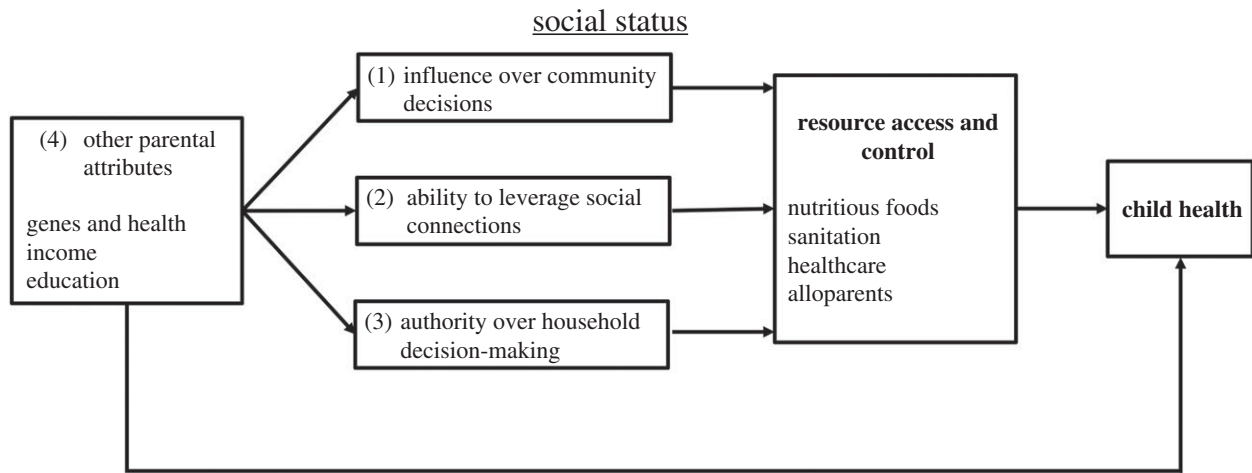 social status
(1) influence over community
decisions
(4) other parental
attributes
genes and health
income
education
(2) ability to leverage social
connections
(3) authority over household
decision-making
resource access and
control
nutritious foods
sanitation
healthcare
alloparents
child health